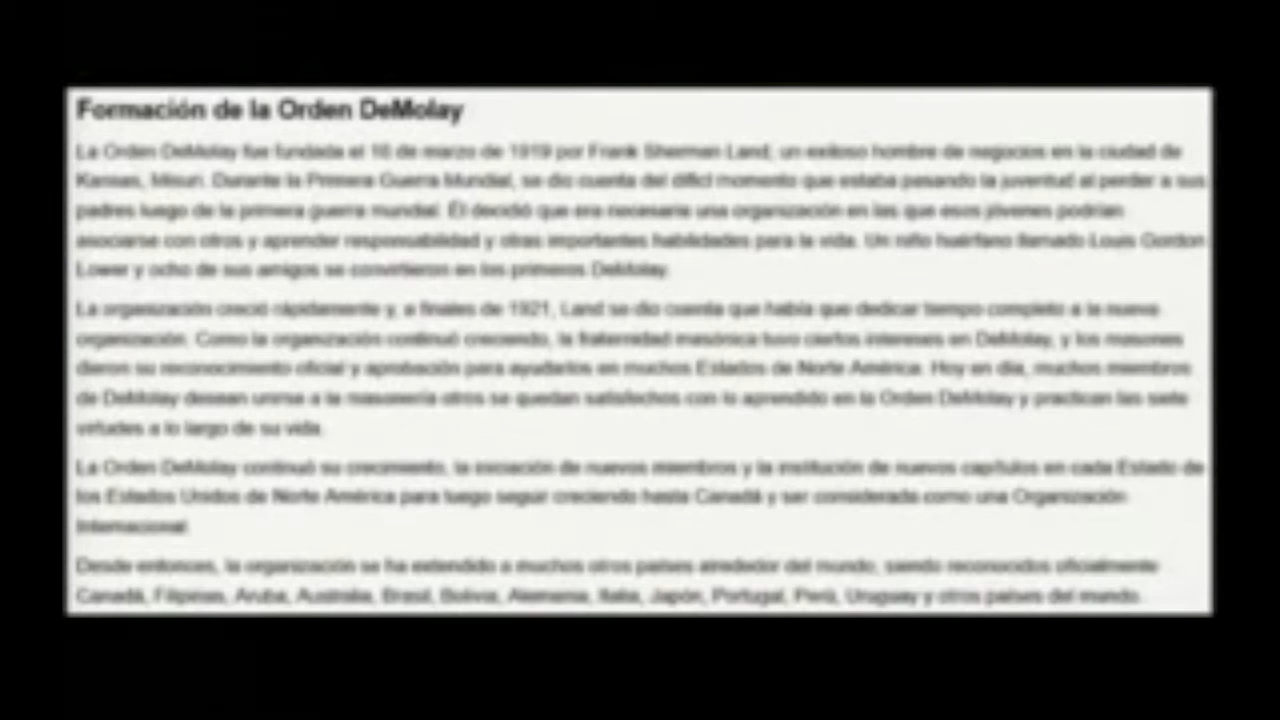 Formación de la Orden DeMolay
La Orden DeMolay fue fundada el 16 de marzo de 1919 por Frank Sherman Land, un exitoso hombre de negocios en la ciudad de
Kansas, Misuri. Durante la Primera Guerra Mundial, se dio cuenta del difícil momento que estaba pasando la juventud al perder a sus
padres luego de la primera guerra mundial. Él decidió que era necesaria una organización en las que esos jóvenes podrían
asociarse con otros y aprender responsabilidad y otras importantes habilidades para la vida. Un niño huérfano llamado Louis Gordon
Lower y ocho de sus amigos se convirtieron en los primeros DeMolay.
La organización creció rápidamente y, a finales de 1921, Land se dio cuenta que había que dedicar tiempo completo a la nueva
organización. Como la organización continuó creciendo, la fraternidad masónica tuvo ciertos intereses en DeMolay, y los masones
dieron su reconocimiento oficial y aprobación para ayudarlos en muchos Estados de Norte América. Hoy en día, muchos miembros
de DeMolay desean unirse a la masonería otros se quedan satisfechos con lo aprendido en la Orden DeMolay y practican las siete
virtudes a lo largo de su vida.
La Orden DeMolay continuó su crecimiento, la iniciación de nuevos miembros y la institución de nuevos capítulos en cada Estado de
los Estados Unidos de Norte América para luego seguir creciendo hasta Canadá y ser considerada como una Organización
Internacional.
Desde entonces, la organización se ha extendido a muchos otros países alrededor del mundo; siendo reconocidos oficialmente
Canadá, Filipinas, Aruba, Australia, Brasil, Bolivia, Alemania, Italia, Japón, Portugal, Perú, Uruguay y otros países del mundo.